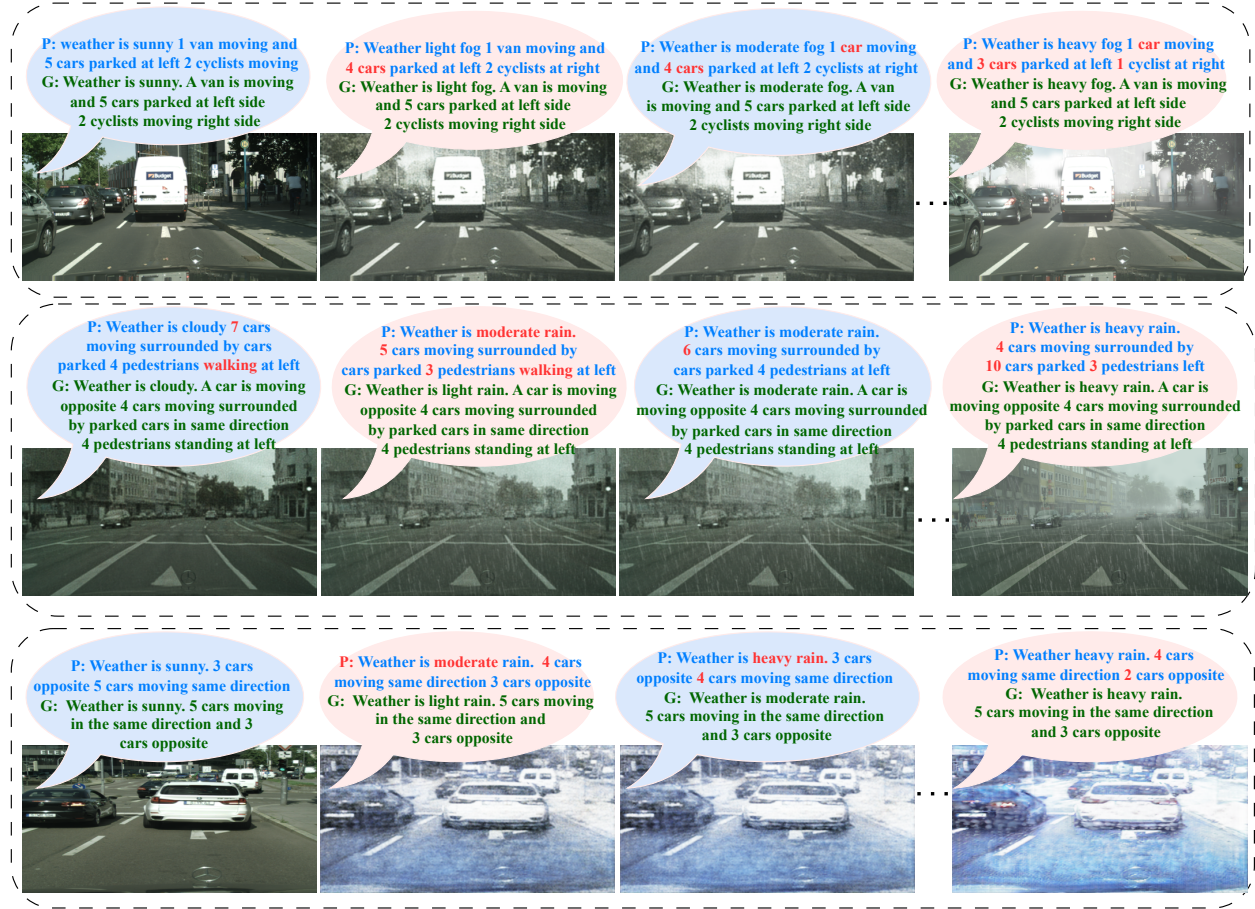 P: weather is sunny 1 van moving and
5 cars parked at left 2 cyclists moving
G: Weather is sunny. A van is moving
and 5 cars parked at left side
2 cyclists moving right side
P: Weather light fog 1 van moving and
4 cars parked at left 2 cyclists at right
G: Weather is light fog. A van is moving
and 5 cars parked at left side
2 cyclists moving right side
P: Weather is moderate fog 1 car moving
and 4 cars parked at left 2 cyclists at right
G: Weather is moderate fog. A van
is moving and 5 cars parked at left side
2 cyclists moving right side
P: Weather is heavy fog 1 car moving
and 3 cars parked at left 1 cyclist at right
G: Weather is heavy fog. A van is moving
and 5 cars parked at left side
2 cyclists moving right side
Budget
Budget
Budget
Budget
...
P: Weather is cloudy 7 cars
moving surrounded by cars
parked 4 pedestrians walking at left
G: Weather is cloudy. A car is moving
opposite 4 cars moving surrounded
by parked cars in same direction
4 pedestrians standing at left
P: Weather is moderate rain.
5 cars moving surrounded by
cars parked 3 pedestrians walking at left
G: Weather is light rain. A car is moving
opposite 4 cars moving surrounded
by parked cars in same direction
4 pedestrians standing at left
P: Weather is moderate rain.
6 cars moving surrounded by
cars parked 4 pedestrians at left
G: Weather is moderate rain. A car is
moving opposite 4 cars moving surrounded
by parked cars in same direction
4 pedestrians standing at left
P: Weather is heavy rain.
4 cars moving surrounded by
10 cars parked 3 pedestrians left
G: Weather is heavy rain. A car is
moving opposite 4 cars moving surrounded
by parked cars in same direction
4 pedestrians standing at left
...
P: Weather is sunny. 3 cars
opposite 5 cars moving same direction
G: Weather is sunny. 5 cars moving
in the same direction and 3
cars opposite
P: Weather is moderate rain. 4 cars
moving same direction 3 cars opposite
G: Weather is light rain. 5 cars moving
in the same direction and
3 cars opposite
P: Weather is heavy rain. 3 cars
opposite 4 cars moving same direction
G: Weather is moderate rain.
5 cars moving in the same direction
and 3 cars opposite
P: Weather heavy rain. 4 cars
moving same direction 2 cars opposite
G: Weather is heavy rain.
5 cars moving in the same direction
and 3 cars opposite
...